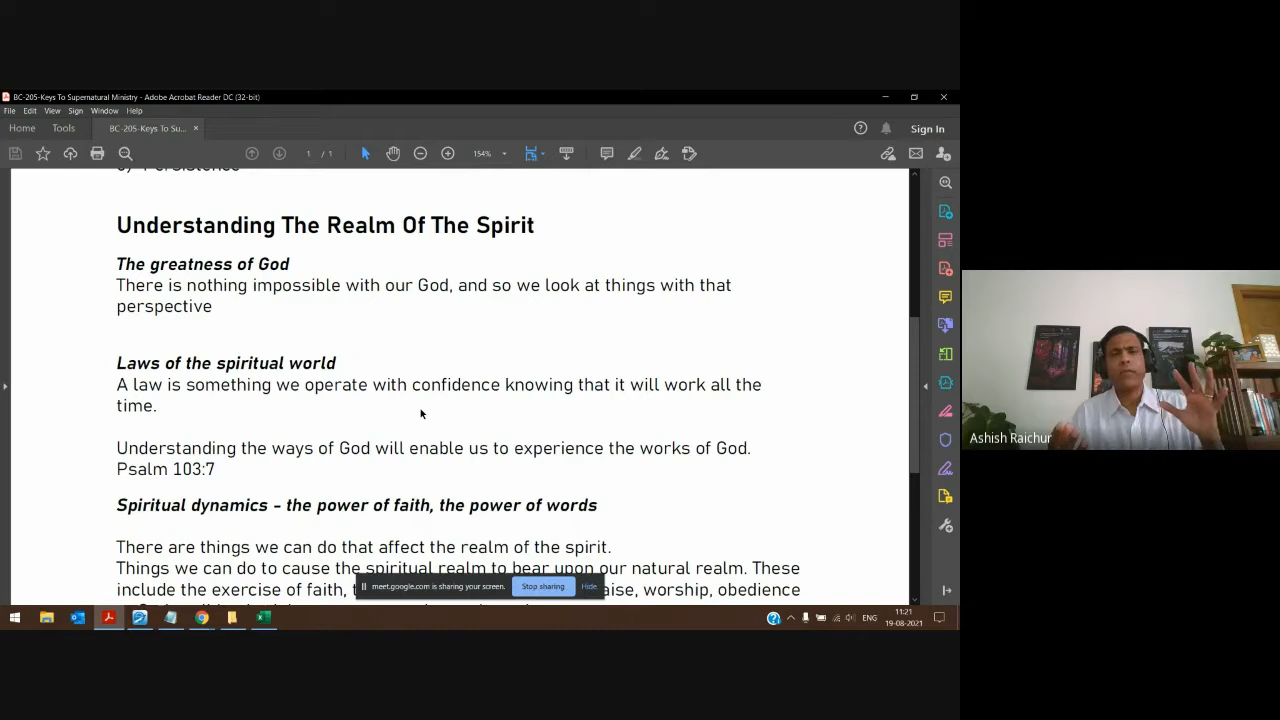 BC-205-Keys To Supernatural Ministry - Adobe Acrobat Reader DC (32-bit)
File Edit View Sign Window Help
Home Tools BC-205-Keys To Su... × Sign In
1 / 1 154%
Persistence
Understanding The Realm Of The Spirit
The greatness of God
There is nothing impossible with our God, and so we look at things with that
perspective
Laws of the spiritual world
A law is something we operate with confidence knowing that it will work all the
time.
Understanding the ways of God will enable us to experience the works of God.
Psalm 103:7
Spiritual dynamics - the power of faith, the power of words
There are things we can do that affect the realm of the spirit.
Things we can do to cause the spiritual realm to bear upon our natural realm. These
include the exercise of faith, aise, worship, obedience
meet.google.com is sharing your screen. Stop sharing Hide
Ashish Raichur
ENG 11:21
19-08-2021